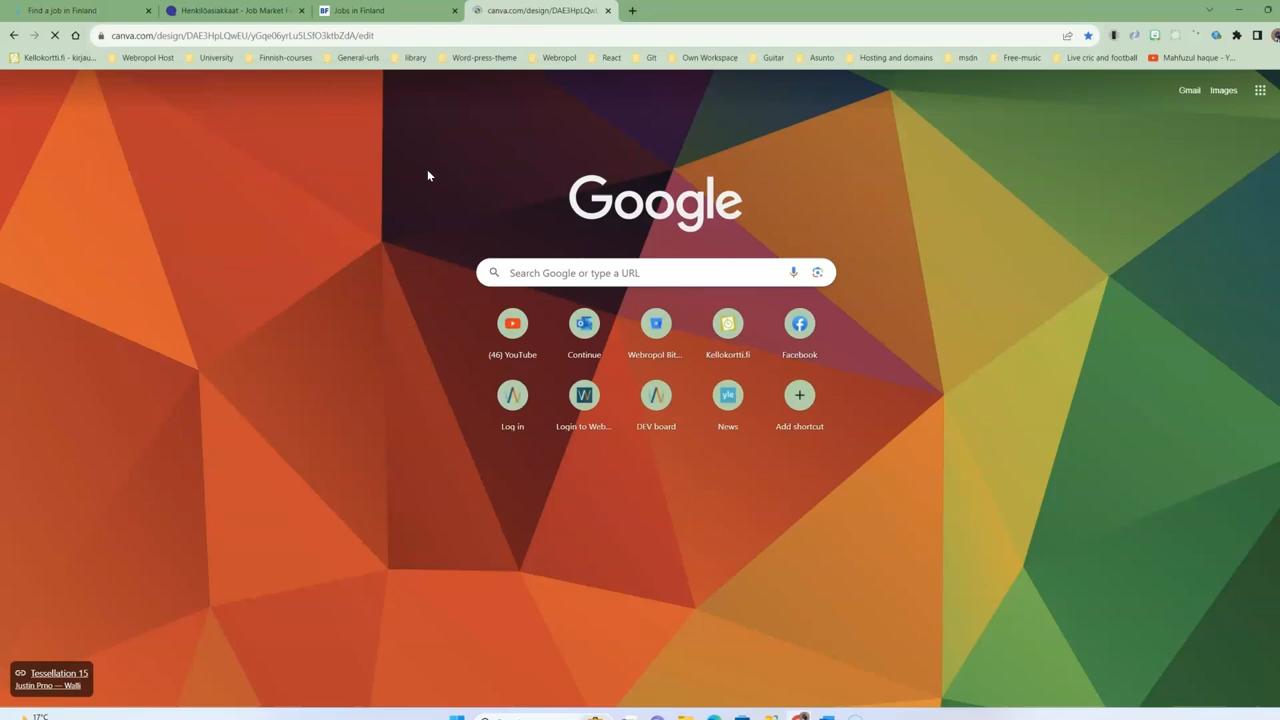 Find a job in Finland
Henkilöasiakkaat - Job Market F
Jobs in Finland
canva.com/design/DAE3HpLQwL
canva.com/design/DAE3HpLQwEU/yGqe06yrLu5LSfO3ktbZdA/edit
Kellokortti.fi - kirjau... Webropol Host University Finnish-courses General-urls library Word-press-theme Webropol React Git Own Workspace Guitar Asunto Hosting and domains msdn Free-music Live cric and football Mahfuzul haque - Y...
Gmail Images
Google
Search Google or type a URL
(46) YouTube Continue Webropol Bit... Kellokortti.fi Facebook
yle
Log in Login to Web... DEV board News Add shortcut
Tessellation 15
Justin Prno — Walli
17°C